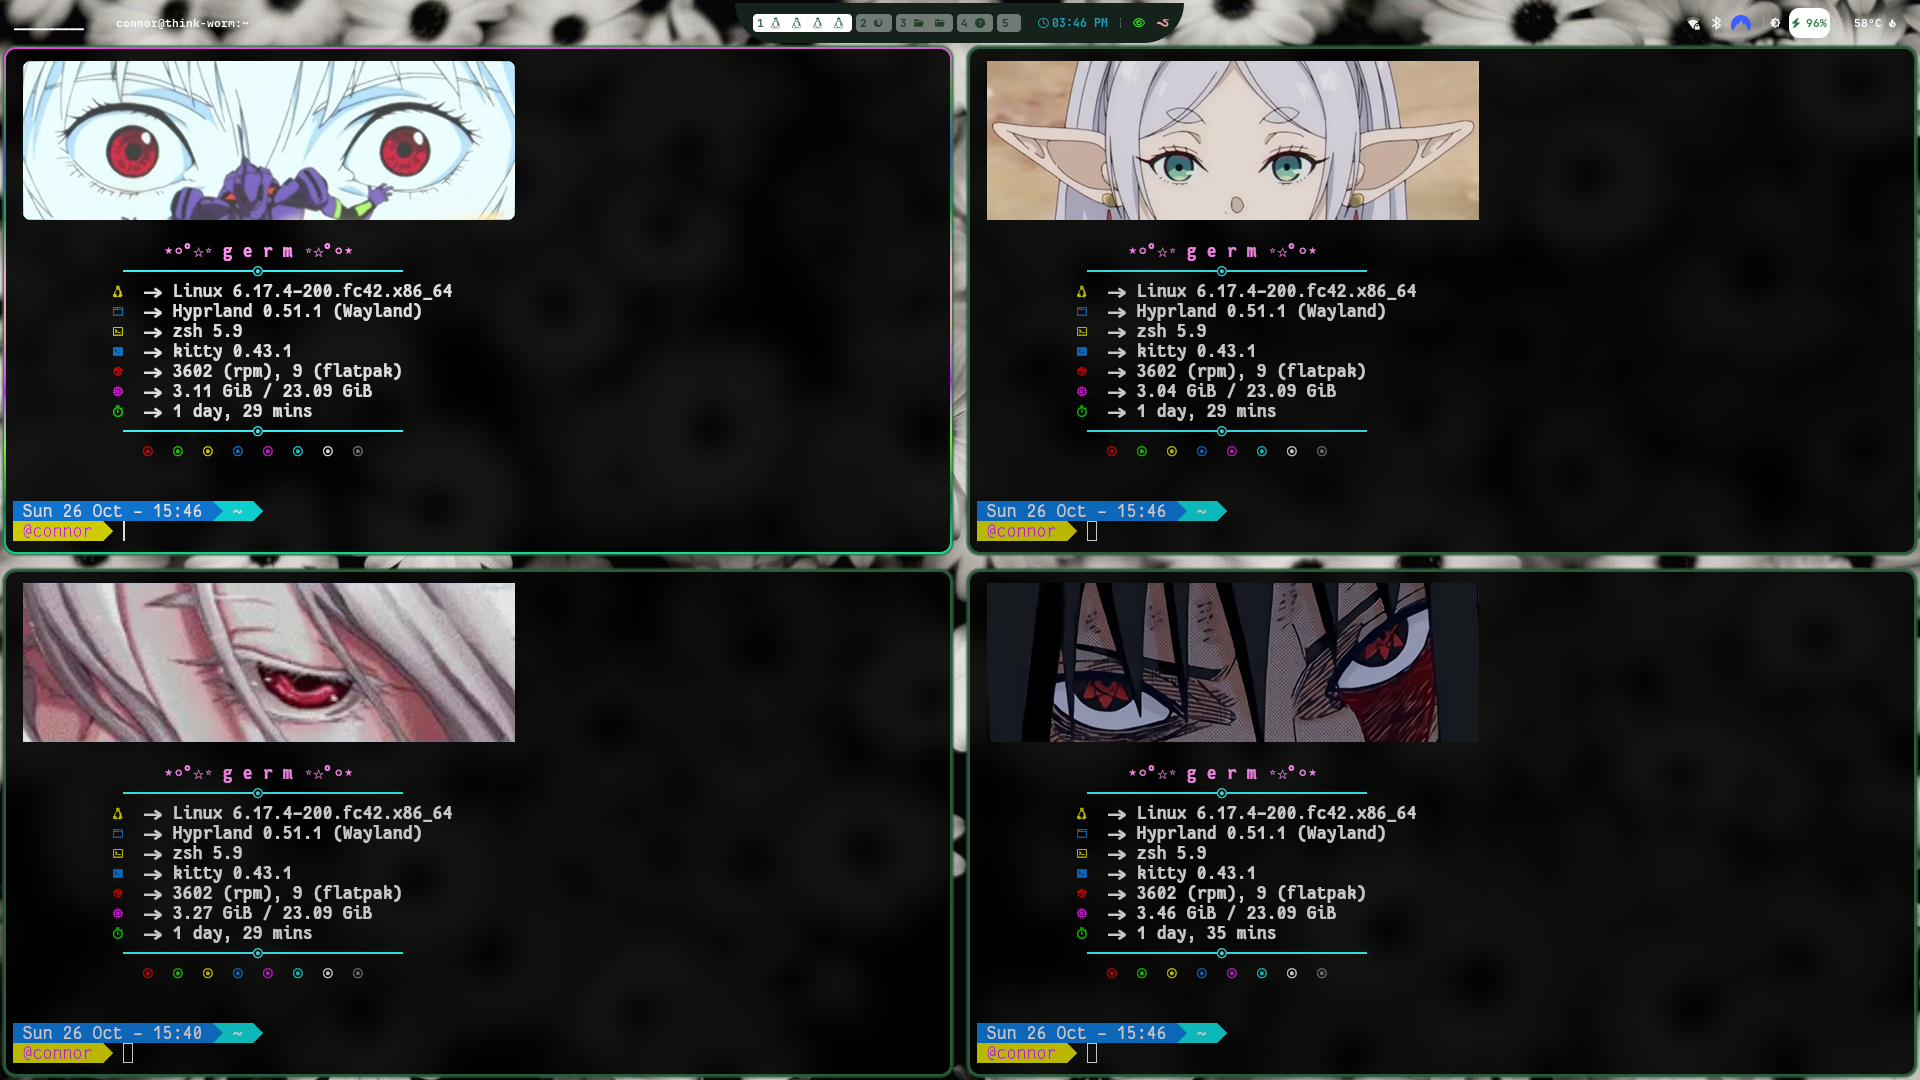 connor@think-worm:~
1 2 3 4 5 03:46 PM
96% 58°C
⋆∘°☆⋆ g e r m ⋆☆°∘⋆
→ Linux 6.17.4-200.fc42.x86_64
→ Hyprland 0.51.1 (Wayland)
→ zsh 5.9
→ kitty 0.43.1
→ 3602 (rpm), 9 (flatpak)
→ 3.11 GiB / 23.09 GiB
→ 1 day, 29 mins
Sun 26 Oct - 15:46 ~
@connor
⋆∘°☆⋆ g e r m ⋆☆°∘⋆
→ Linux 6.17.4-200.fc42.x86_64
→ Hyprland 0.51.1 (Wayland)
→ zsh 5.9
→ kitty 0.43.1
→ 3602 (rpm), 9 (flatpak)
→ 3.04 GiB / 23.09 GiB
→ 1 day, 29 mins
Sun 26 Oct - 15:46 ~
@connor
⋆∘°☆⋆ g e r m ⋆☆°∘⋆
→ Linux 6.17.4-200.fc42.x86_64
→ Hyprland 0.51.1 (Wayland)
→ zsh 5.9
→ kitty 0.43.1
→ 3602 (rpm), 9 (flatpak)
→ 3.27 GiB / 23.09 GiB
→ 1 day, 29 mins
Sun 26 Oct - 15:40 ~
@connor
⋆∘°☆⋆ g e r m ⋆☆°∘⋆
→ Linux 6.17.4-200.fc42.x86_64
→ Hyprland 0.51.1 (Wayland)
→ zsh 5.9
→ kitty 0.43.1
→ 3602 (rpm), 9 (flatpak)
→ 3.46 GiB / 23.09 GiB
→ 1 day, 35 mins
Sun 26 Oct - 15:46 ~
@connor